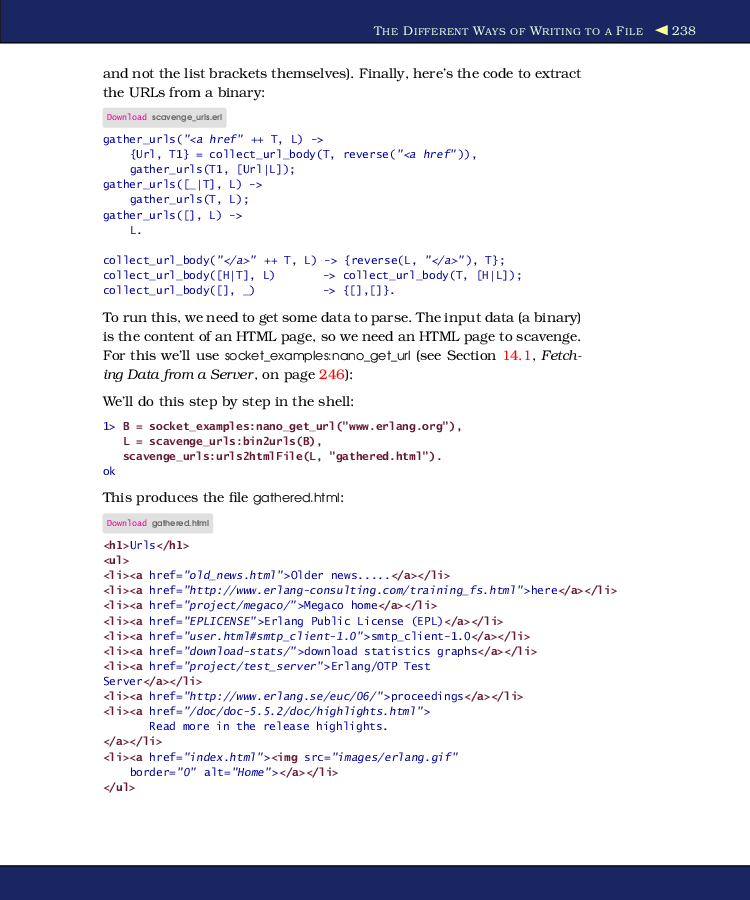 THE DIFFERENT WAYS OF WRITING TO A FILE ◀ 238
and not the list brackets themselves). Finally, here's the code to extract
the URLs from a binary:
Download scavenge_urls.erl
gather_urls("<a href" ++ T, L) ->
    {Url, T1} = collect_url_body(T, reverse("<a href")),
    gather_urls(T1, [Url|L]);
gather_urls([_|T], L) ->
    gather_urls(T, L);
gather_urls([], L) ->
    L.
collect_url_body("</a>" ++ T, L) -> {reverse(L, "</a>"), T};
collect_url_body([H|T], L)       -> collect_url_body(T, [H|L]);
collect_url_body([], _)          -> {[],[]}.
To run this, we need to get some data to parse. The input data (a binary)
is the content of an HTML page, so we need an HTML page to scavenge.
For this we'll use socket_examples:nano_get_url (see Section 14.1, Fetch-
ing Data from a Server, on page 246):
We'll do this step by step in the shell:
1> B = socket_examples:nano_get_url("www.erlang.org"),
   L = scavenge_urls:bin2urls(B),
   scavenge_urls:urls2htmlFile(L, "gathered.html").
ok
This produces the file gathered.html:
Download gathered.html
<h1>Urls</h1>
<ul>
<li><a href="old_news.html">Older news.....</a></li>
<li><a href="http://www.erlang-consulting.com/training_fs.html">here</a></li>
<li><a href="project/megaco/">Megaco home</a></li>
<li><a href="EPLICENSE">Erlang Public License (EPL)</a></li>
<li><a href="user.html#smtp_client-1.0">smtp_client-1.0</a></li>
<li><a href="download-stats/">download statistics graphs</a></li>
<li><a href="project/test_server">Erlang/OTP Test
Server</a></li>
<li><a href="http://www.erlang.se/euc/06/">proceedings</a></li>
<li><a href="/doc/doc-5.5.2/doc/highlights.html">
       Read more in the release highlights.
</a></li>
<li><a href="index.html"><img src="images/erlang.gif"
    border="0" alt="Home"></a></li>
</ul>